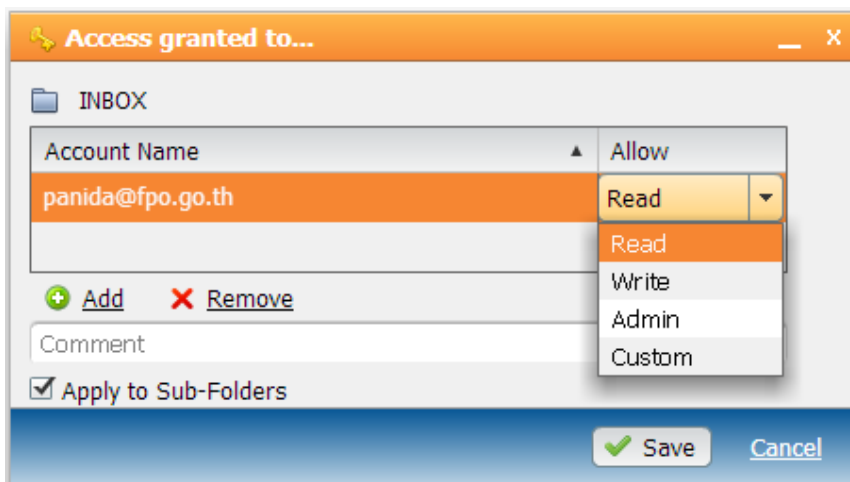 Access granted to...
INBOX
Account Name Allow
panida@fpo.go.th Read
Read
Write
Admin
Custom
Add Remove
Comment
Apply to Sub-Folders
Save Cancel